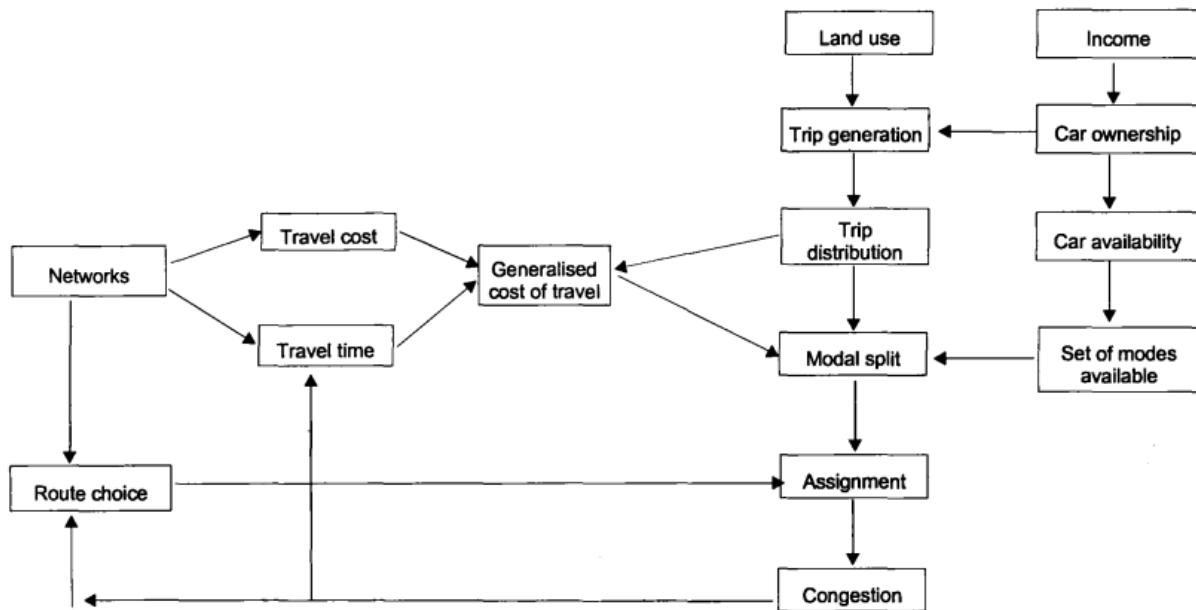 Land use
Income
Trip generation
Car ownership
Travel cost
Trip
distribution
Car availability
Networks
Generalised
cost of travel
Travel time
Modal split
Set of modes
available
Route choice
Assignment
Congestion